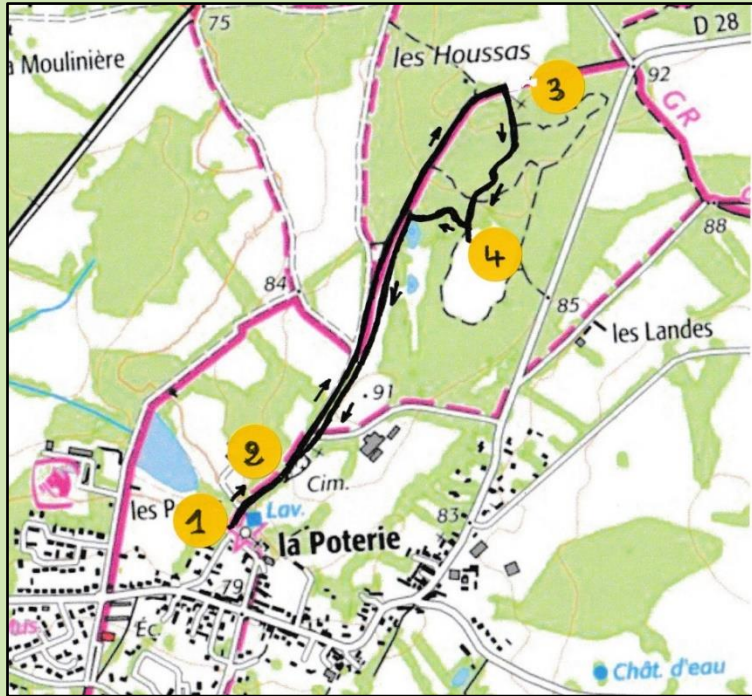 75
D 28
Moulinière
les Houssas
92
3
GR
88
4
84
85
les Landes
91
2
Cim.
les P
1
Lav.
la Poterie
83
79
Éc.
Chât. d'eau